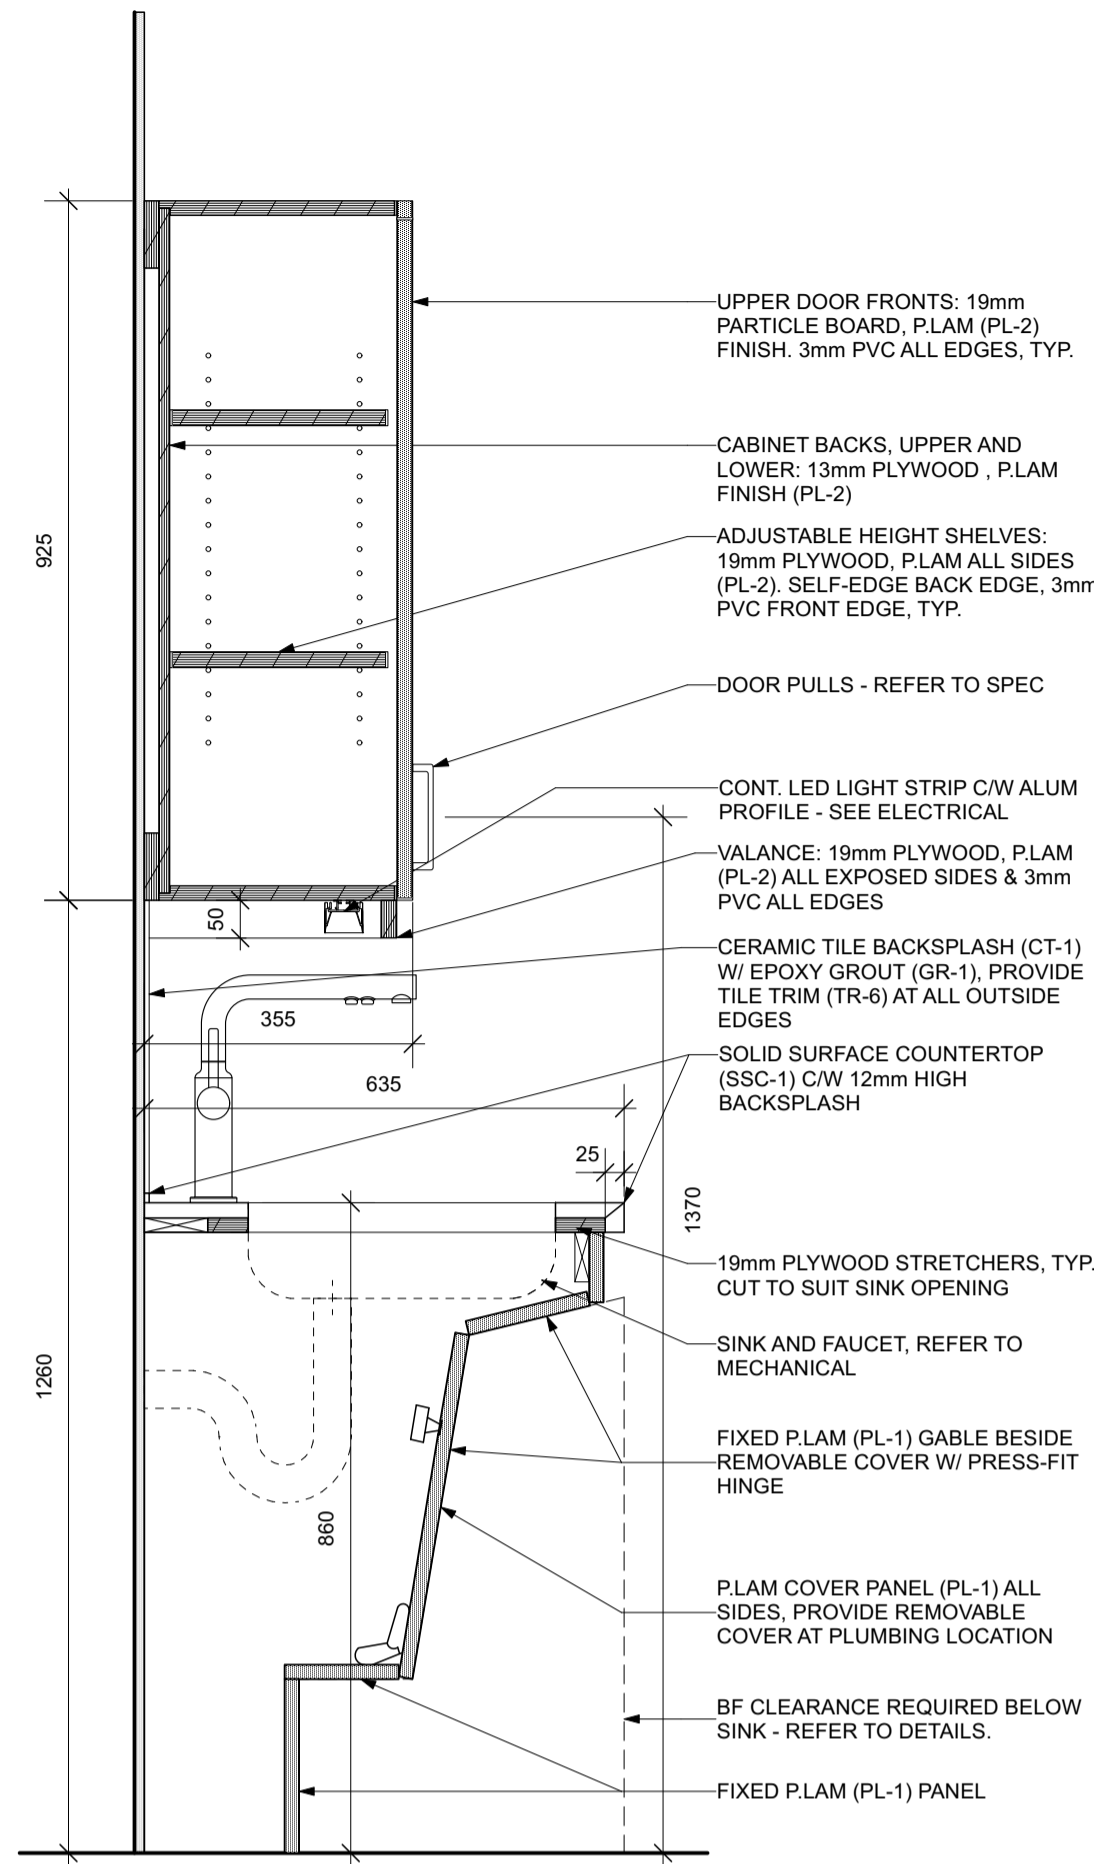 UPPER DOOR FRONTS: 19mm
PARTICLE BOARD, P.LAM (PL-2)
FINISH. 3mm PVC ALL EDGES, TYP.
CABINET BACKS, UPPER AND
LOWER: 13mm PLYWOOD , P.LAM
FINISH (PL-2)
925
ADJUSTABLE HEIGHT SHELVES:
19mm PLYWOOD, P.LAM ALL SIDES
(PL-2). SELF-EDGE BACK EDGE, 3mm
PVC FRONT EDGE, TYP.
DOOR PULLS - REFER TO SPEC
CONT. LED LIGHT STRIP C/W ALUM
PROFILE - SEE ELECTRICAL
VALANCE: 19mm PLYWOOD, P.LAM
(PL-2) ALL EXPOSED SIDES & 3mm
PVC ALL EDGES
50
CERAMIC TILE BACKSPLASH (CT-1)
W/ EPOXY GROUT (GR-1), PROVIDE
TILE TRIM (TR-6) AT ALL OUTSIDE
EDGES
355
SOLID SURFACE COUNTERTOP
(SSC-1) C/W 12mm HIGH
BACKSPLASH
635
25
1370
19mm PLYWOOD STRETCHERS, TYP.
CUT TO SUIT SINK OPENING
SINK AND FAUCET, REFER TO
MECHANICAL
1260
FIXED P.LAM (PL-1) GABLE BESIDE
REMOVABLE COVER W/ PRESS-FIT
HINGE
860
P.LAM COVER PANEL (PL-1) ALL
SIDES, PROVIDE REMOVABLE
COVER AT PLUMBING LOCATION
BF CLEARANCE REQUIRED BELOW
SINK - REFER TO DETAILS.
FIXED P.LAM (PL-1) PANEL